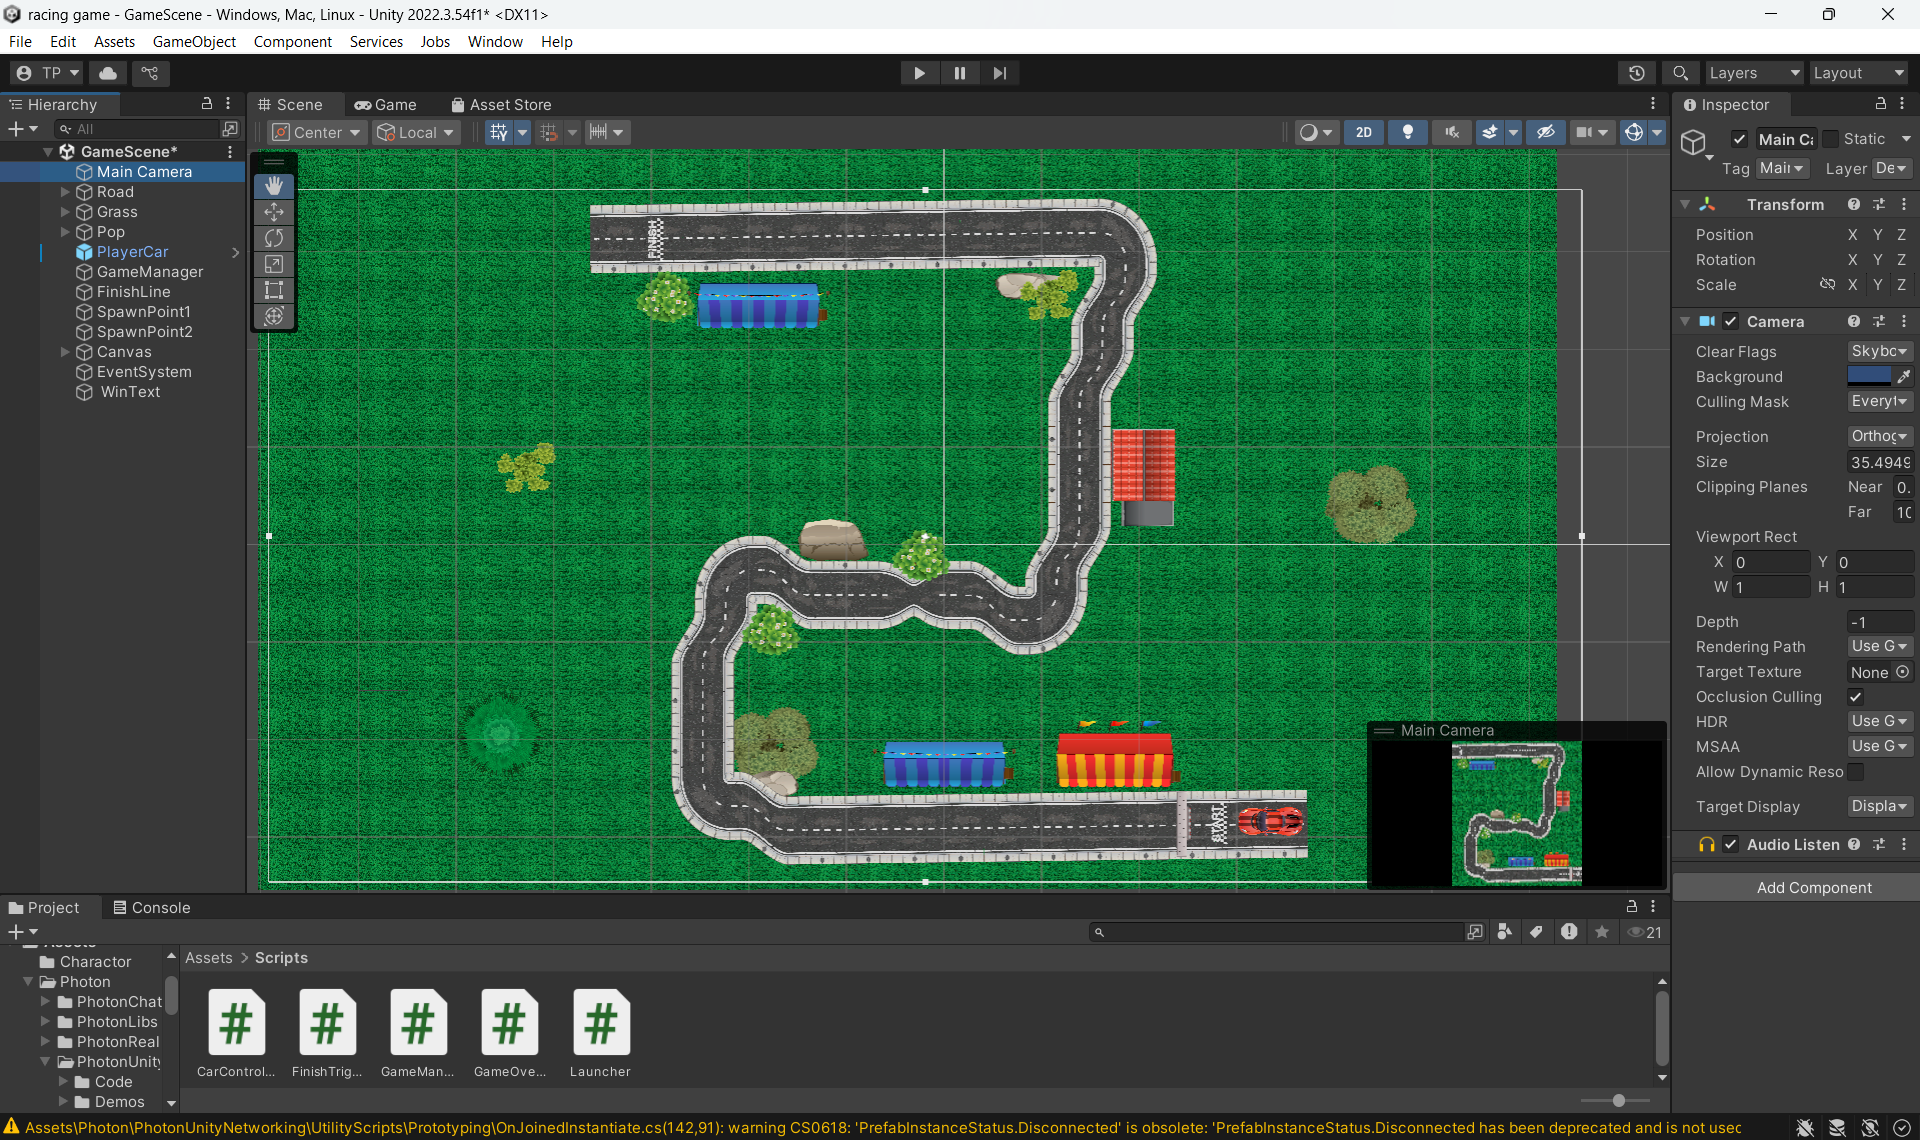 racing game - GameScene - Windows, Mac, Linux - Unity 2022.3.54f1* <DX11>
File Edit Assets GameObject Component Services Jobs Window Help
TP Layers Layout
Hierarchy
All
GameScene*
Main Camera
Road
Grass
Pop
PlayerCar
GameManager
FinishLine
SpawnPoint1
SpawnPoint2
Canvas
EventSystem
WinText
Scene Game Asset Store
Center Local 2D
FINISH
START
Main Camera
Inspector
Main Ca Static
Tag Mair Layer De
Transform
Position X Y Z
Rotation X Y Z
Scale X Y Z
Camera
Clear Flags Skybc
Background
Culling Mask Everyt
Projection Orthog
Size 35.4949
Clipping Planes Near 0.
Far 10
Viewport Rect
X 0 Y 0
W 1 H 1
Depth -1
Rendering Path Use G
Target Texture None
Occlusion Culling
HDR Use G
MSAA Use G
Allow Dynamic Reso
Target Display Displa
Audio Listen
Add Component
Project Console
21
Assets
Charactor
Photon
PhotonChat
PhotonLibs
PhotonReal
PhotonUnity
Code
Demos
Assets > Scripts
CarControl... FinishTrig... GameMan... GameOve... Launcher
Assets\Photon\PhotonUnityNetworking\UtilityScripts\Prototyping\OnJoinedInstantiate.cs(142,91): warning CS0618: 'PrefabInstanceStatus.Disconnected' is obsolete: 'PrefabInstanceStatus.Disconnected has been deprecated and is not used